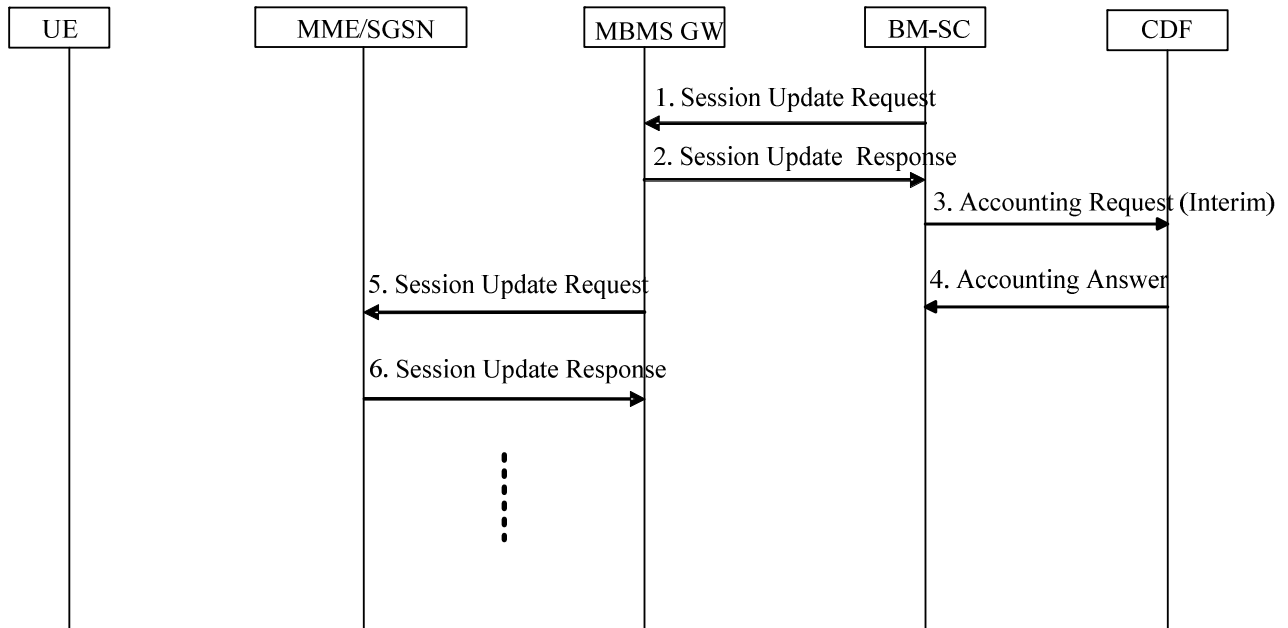 UE
MME/SGSN
MBMS GW
BM-SC
CDF
1. Session Update Request
2. Session Update  Response
3. Accounting Request (Interim)
4. Accounting Answer
5. Session Update Request
6. Session Update Response